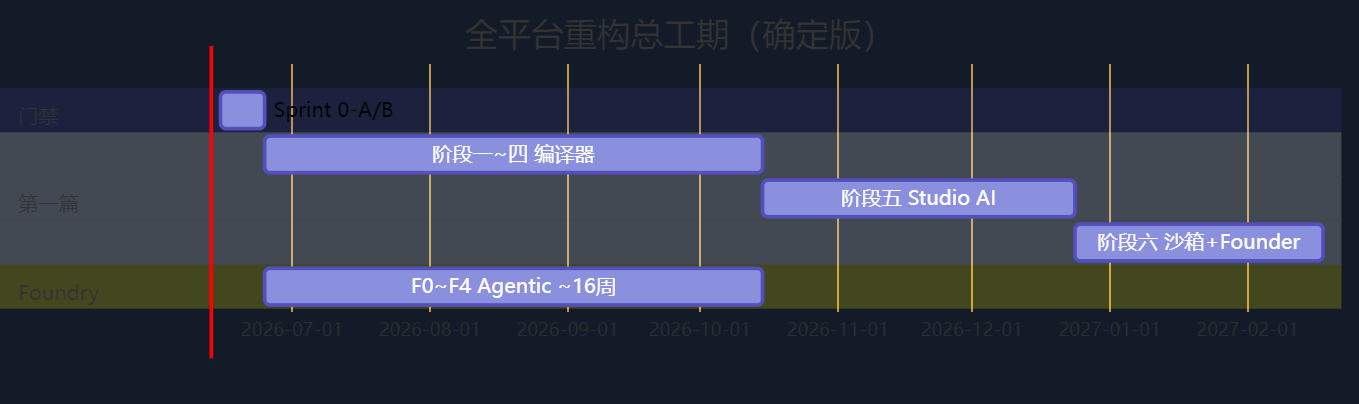 全平台重构总工期（确定版）
门禁
Sprint 0-A/B
第一篇
阶段一~四 编译器
阶段五 Studio AI
阶段六 沙箱+Founder
Foundry
F0~F4 Agentic ~16周
2026-07-01 2026-08-01 2026-09-01 2026-10-01 2026-11-01 2026-12-01 2027-01-01 2027-02-01